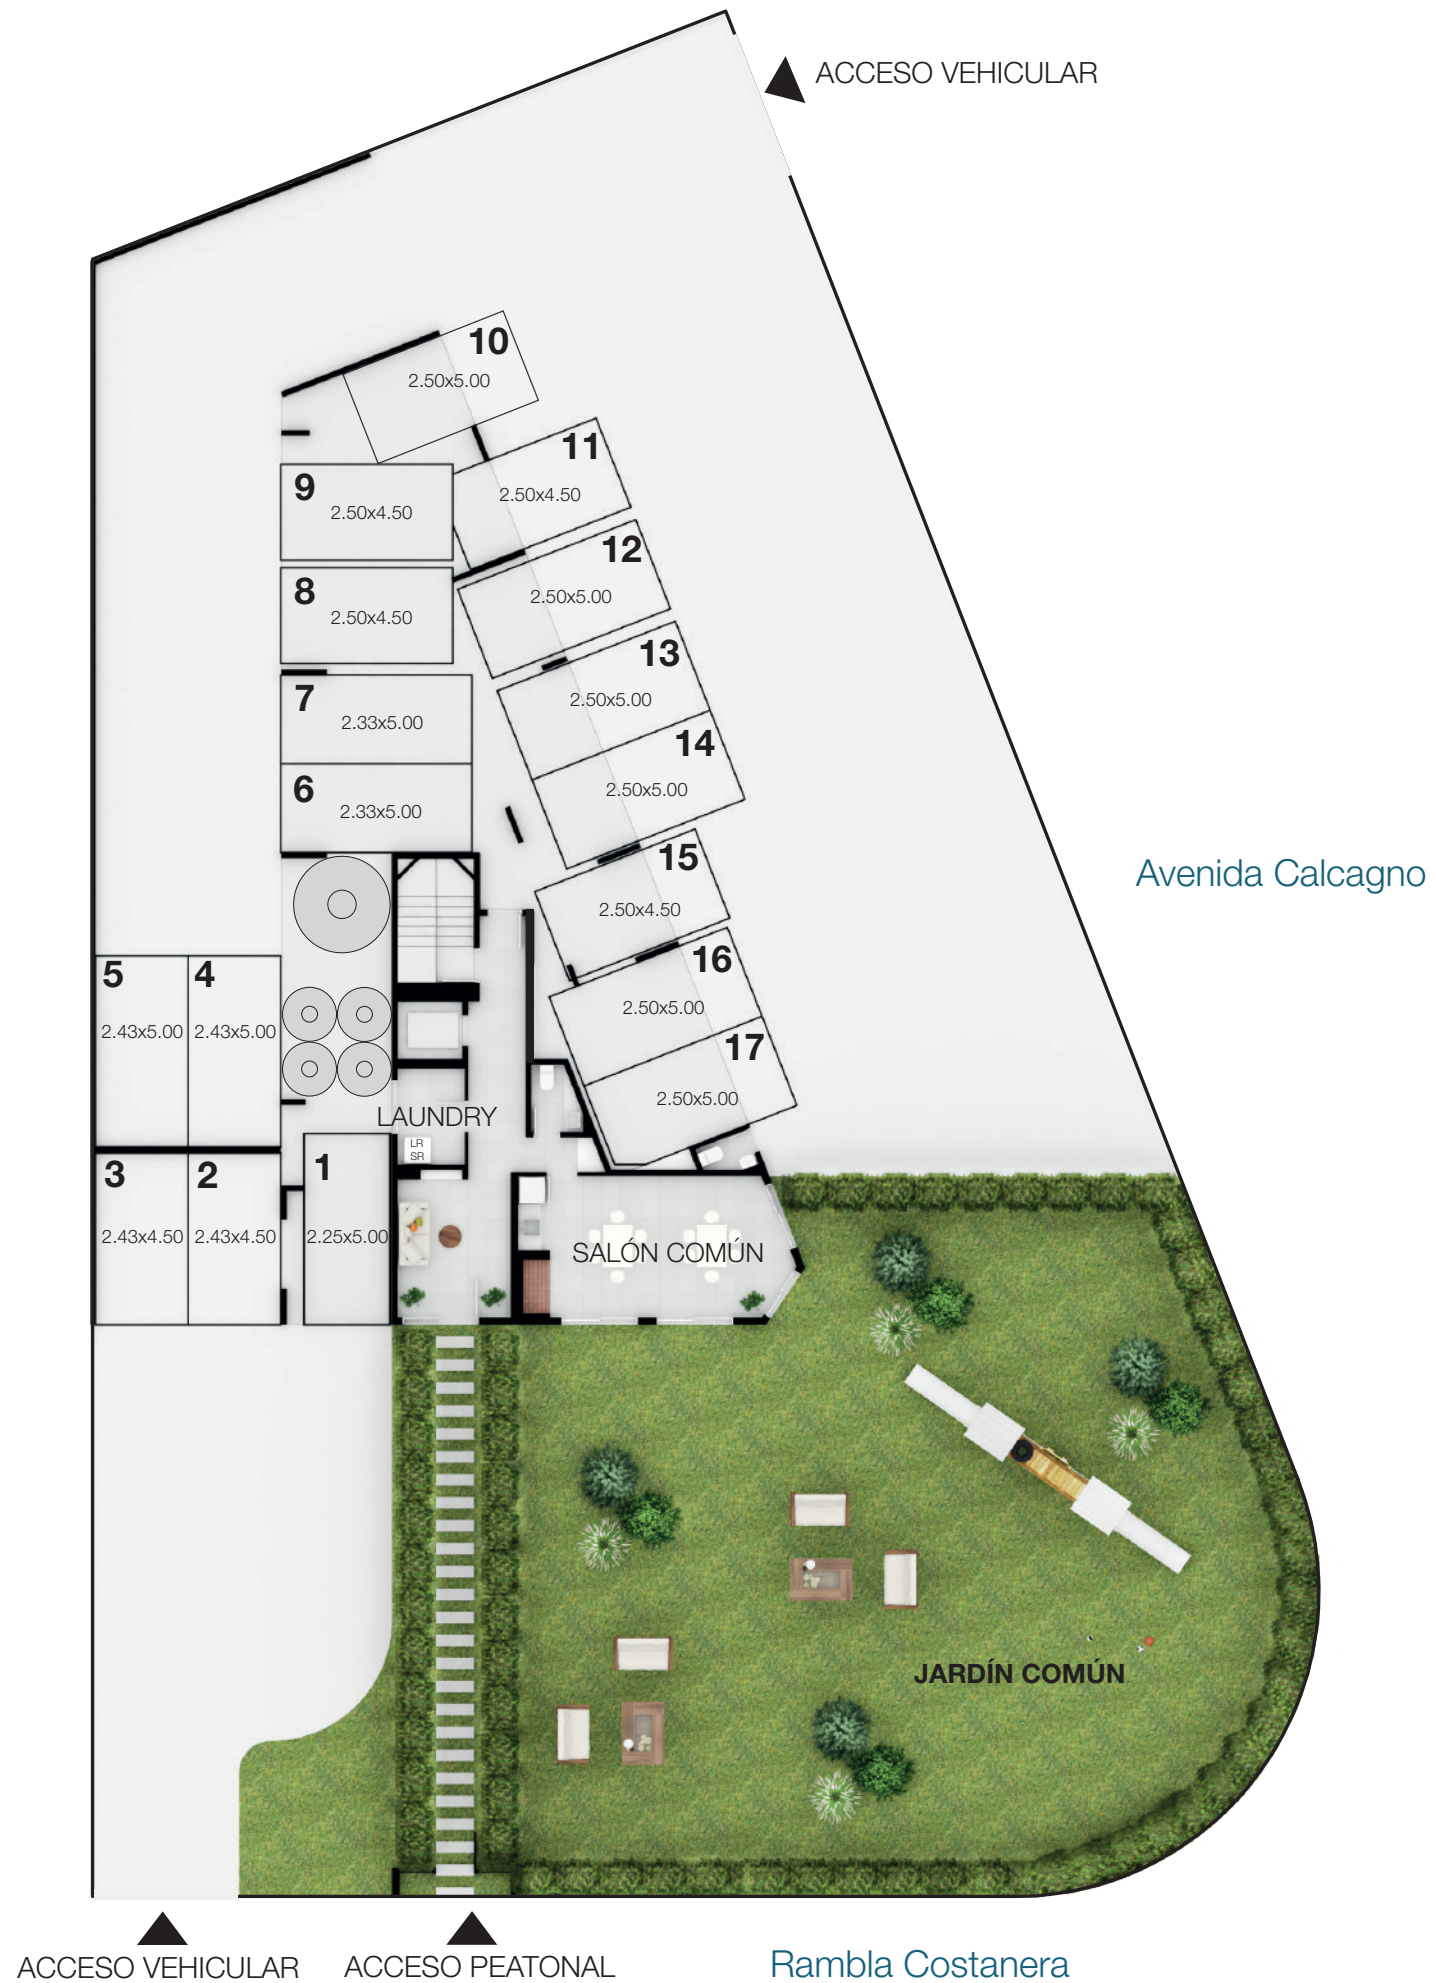 ACCESO VEHICULAR
10
2.50x5.00
11
2.50x4.50
9
2.50x4.50
12
2.50x5.00
8
2.50x4.50
13
2.50x5.00
7
2.33x5.00
14
2.50x5.00
6
2.33x5.00
15
2.50x4.50
Avenida Calcagno
16
2.50x5.00
5
2.43x5.00
4
2.43x5.00
17
2.50x5.00
LAUNDRY
LR
SR
3
2.43x4.50
2
2.43x4.50
1
2.25x5.00
SALÓN COMÚN
JARDÍN COMÚN
ACCESO VEHICULAR
ACCESO PEATONAL
Rambla Costanera